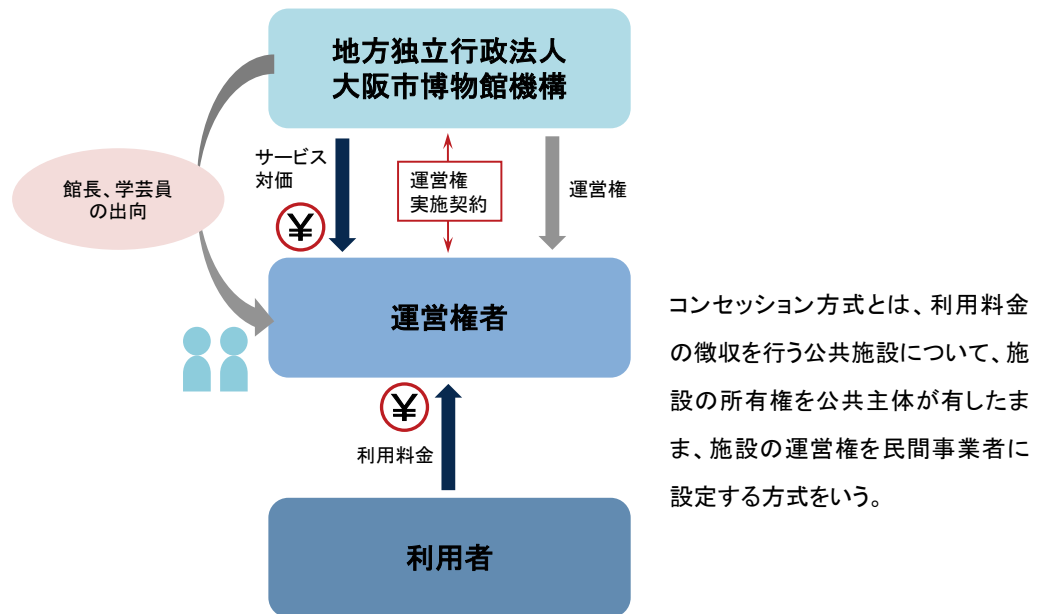 地方独立行政法人
大阪市博物館機構
サービス
対価
運営権
実施契約
運営権
館長、学芸員
の出向
¥
運営権者
¥
利用料金
利用者
コンセッション方式とは、利用料金
の徴収を行う公共施設について、施
設の所有権を公共主体が有したま
ま、施設の運営権を民間事業者に
設定する方式をいう。